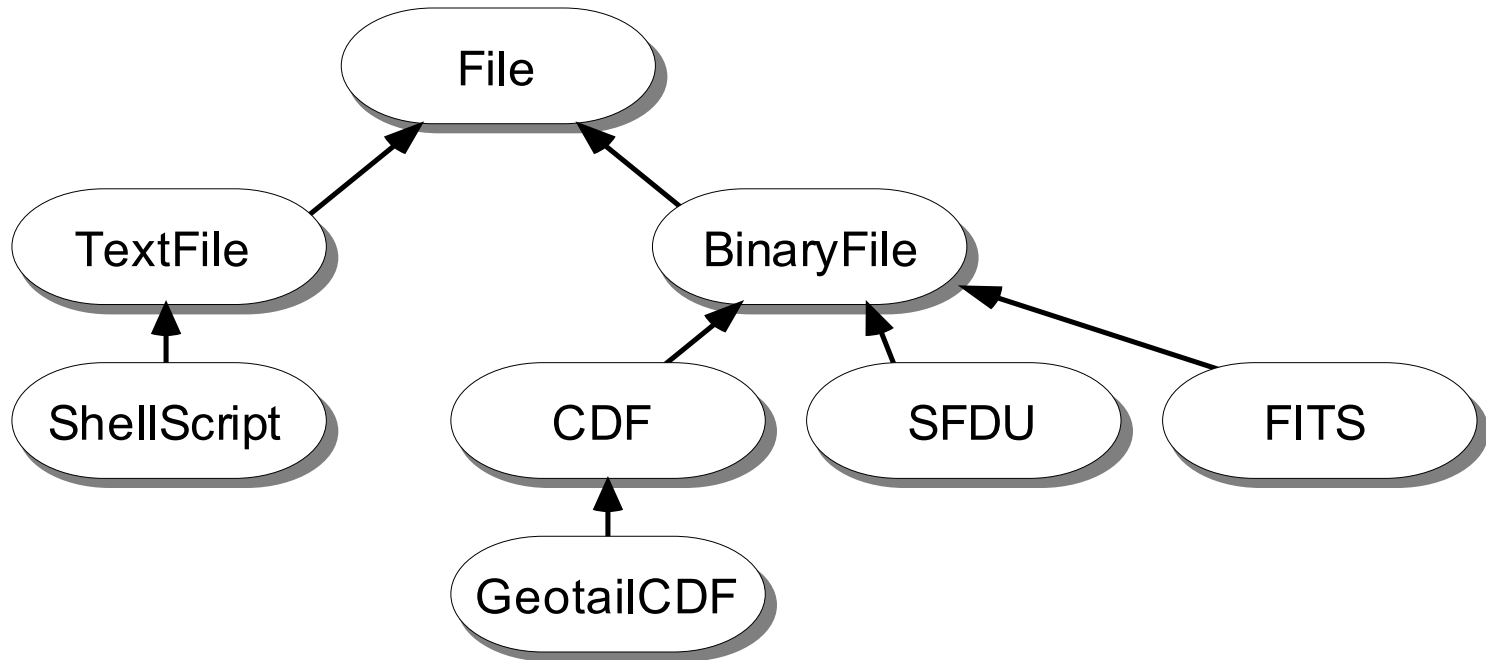 File
TextFile
BinaryFile
ShellScript
CDF
SFDU
FITS
GeotailCDF